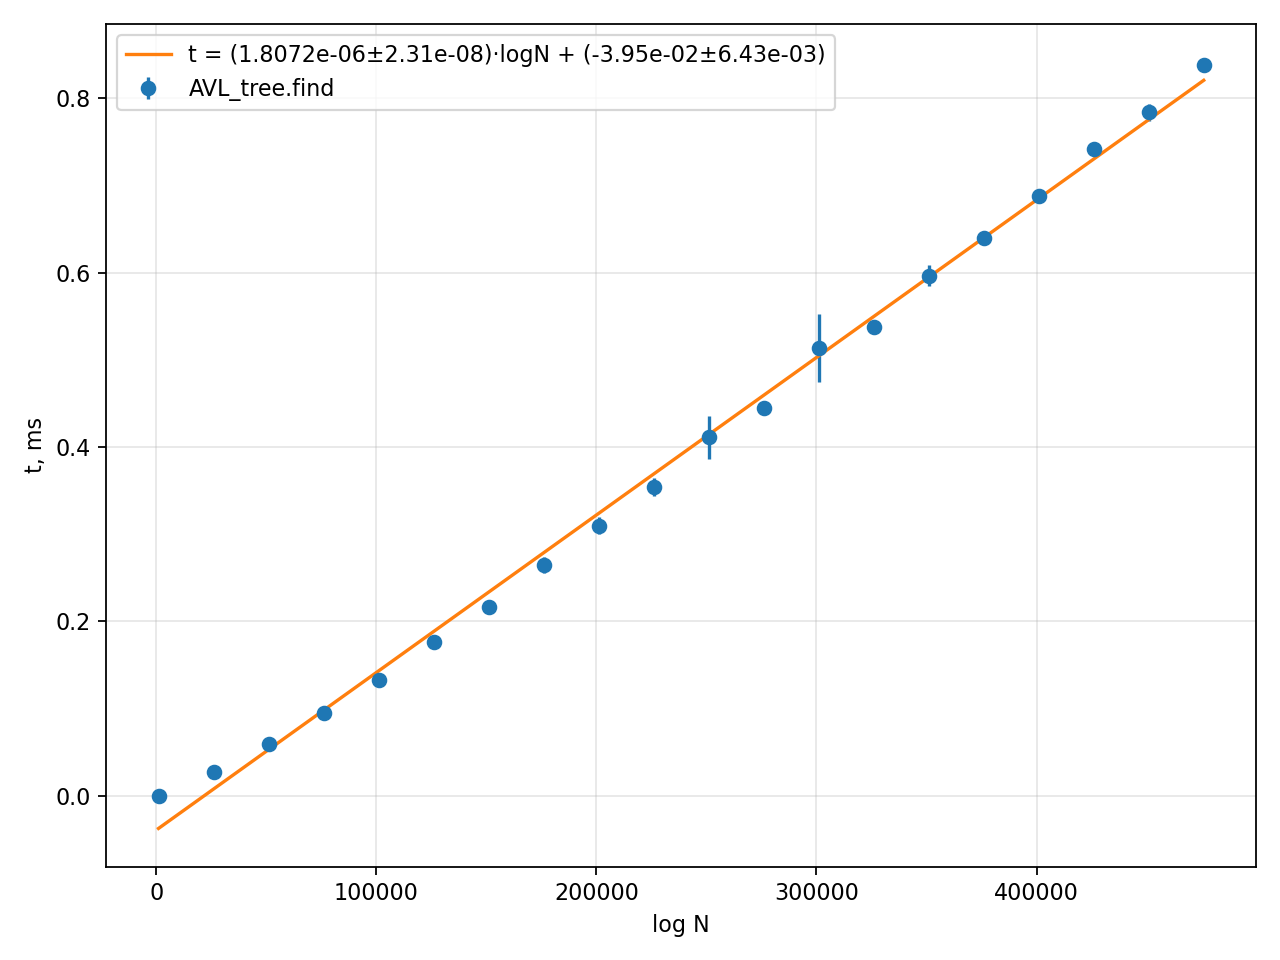 t = (1.8072e-06±2.31e-08)·logN + (-3.95e-02±6.43e-03)
AVL_tree.find
0.8
0.6
0.4
0.2
0.0
t, ms
0 100000 200000 300000 400000
log N